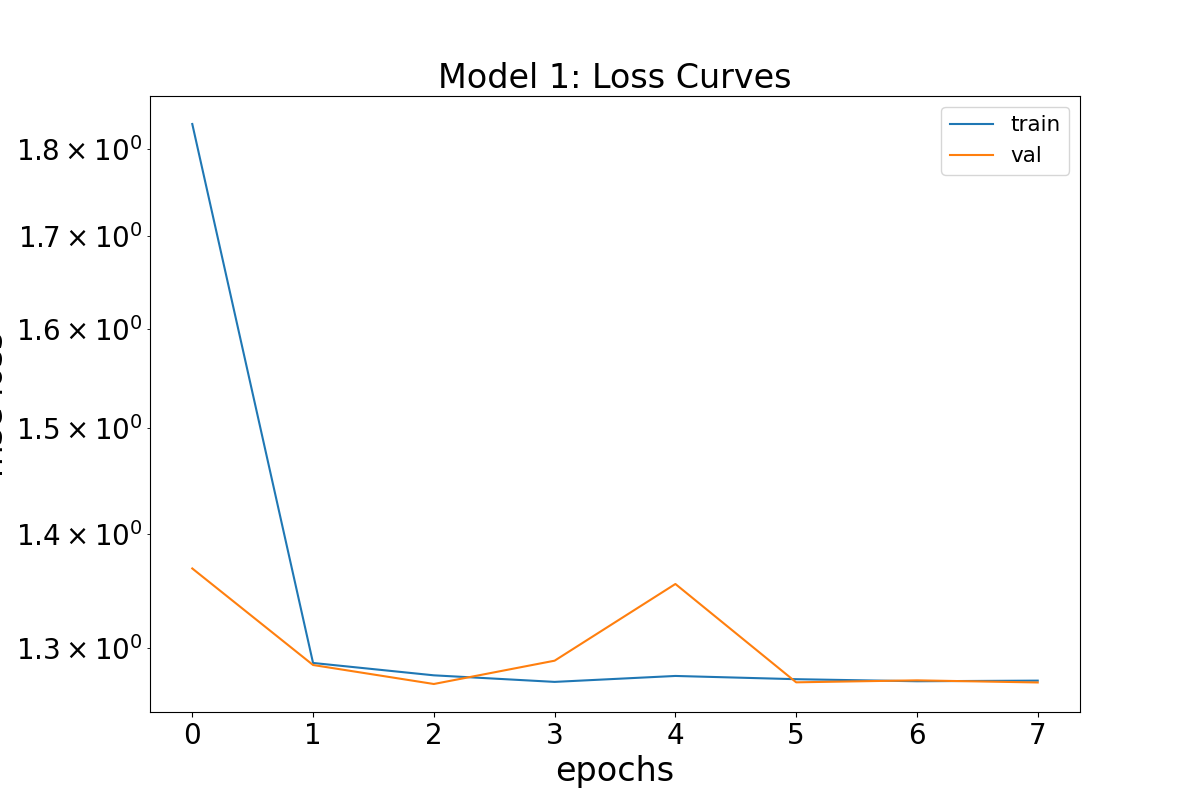 Model 1: Loss Curves
train
val
1.8 × 10⁰
1.7 × 10⁰
1.6 × 10⁰
1.5 × 10⁰
1.4 × 10⁰
1.3 × 10⁰
0 1 2 3 4 5 6 7
epochs